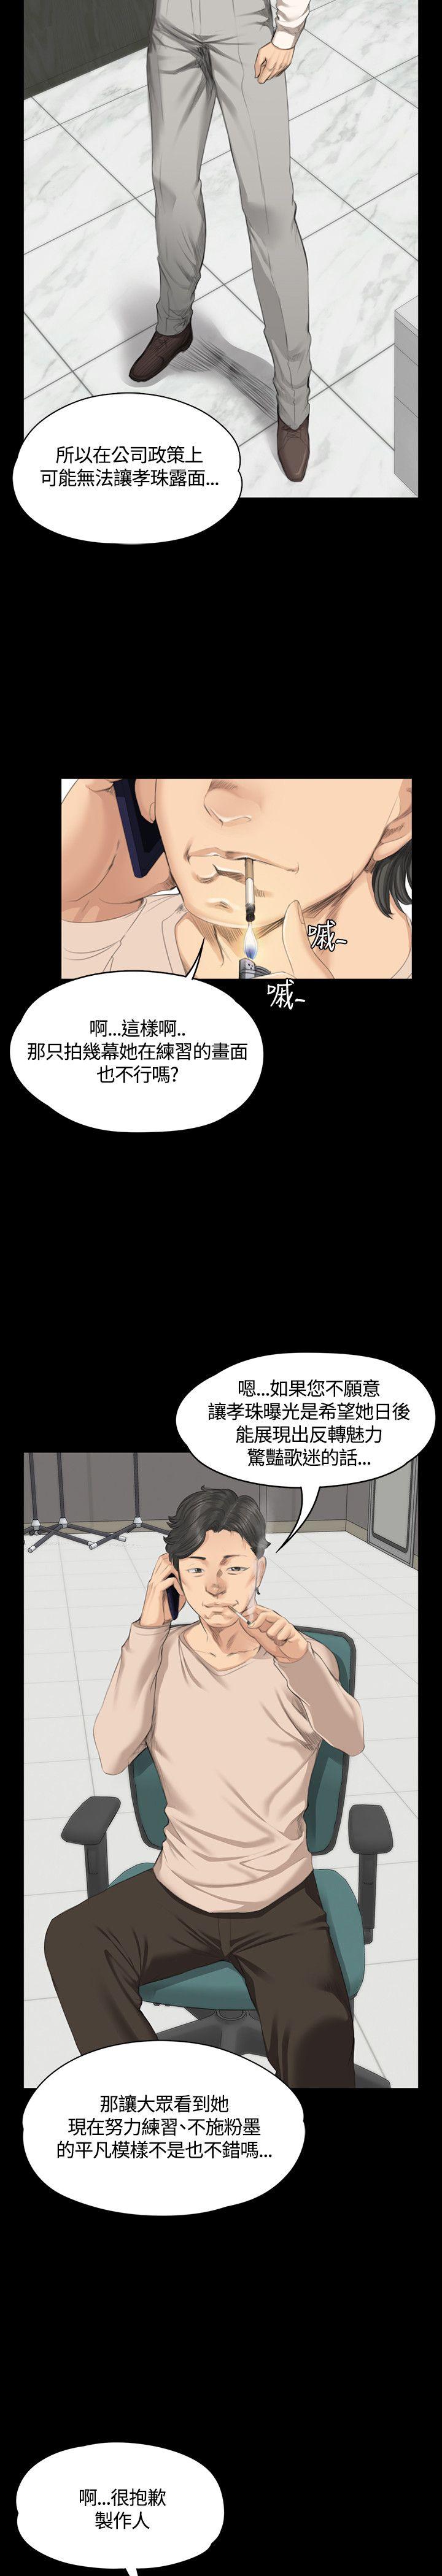 所以在公司政策上
可能無法讓孝珠露面...
嘁~
嘁~
啊...這樣啊..
那只拍幾幕她在練習的畫面
也不行嗎?
嗯...如果您不願意
讓孝珠曝光是希望她日後
能展現出反轉魅力
驚豔歌迷的話...
那讓大眾看到她
現在努力練習、不施粉墨
的平凡模樣不是也不錯嗎...
啊...很抱歉
製作人